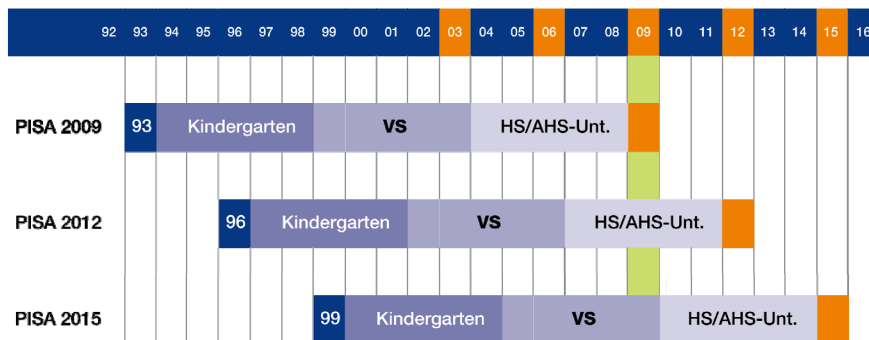 92 93 94 95 96 97 98 99 00 01 02 03 04 05 06 07 08 09 10 11 12 13 14 15 16
PISA 2009 93 Kindergarten VS HS/AHS-Unt.
PISA 2012 96 Kindergarten VS HS/AHS-Unt.
PISA 2015 99 Kindergarten VS HS/AHS-Unt.